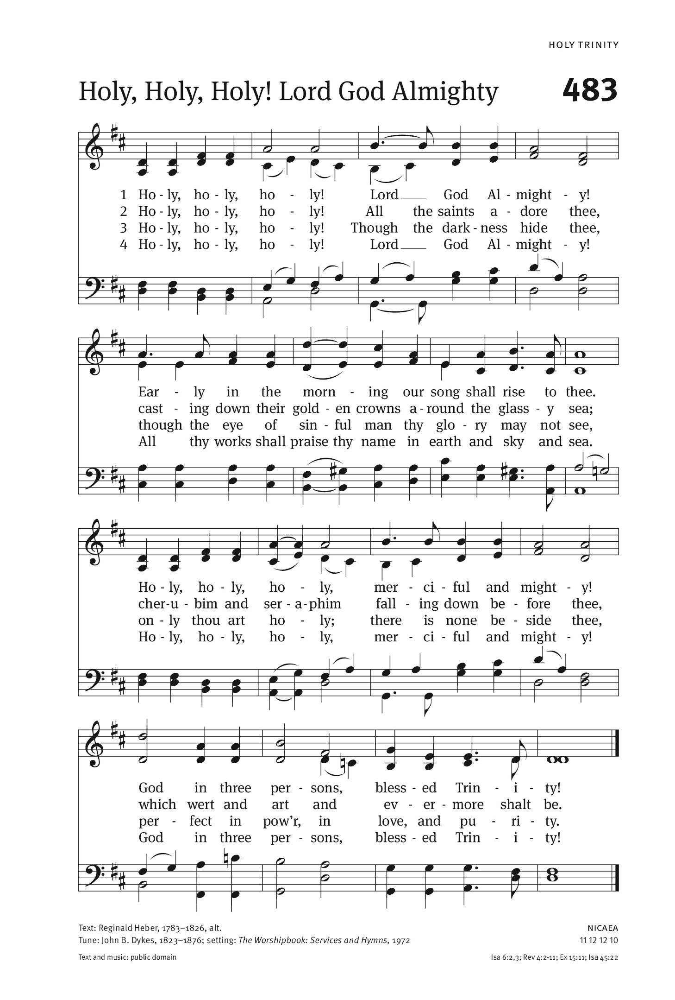 HOLY TRINITY
Holy, Holy, Holy! Lord God Almighty 483
1 Ho - ly, ho - ly, ho - ly! Lord God Al - might - y!
2 Ho - ly, ho - ly, ho - ly! All the saints a - dore thee,
3 Ho - ly, ho - ly, ho - ly! Though the dark - ness hide thee,
4 Ho - ly, ho - ly, ho - ly! Lord God Al - might - y!
Ear - ly in the morn - ing our song shall rise to thee.
cast - ing down their gold - en crowns a - round the glass - y sea;
though the eye of sin - ful man thy glo - ry may not see,
All thy works shall praise thy name in earth and sky and sea.
Ho - ly, ho - ly, ho - ly, mer - ci - ful and might - y!
cher - u - bim and ser - a - phim fall - ing down be - fore thee,
on - ly thou art ho - ly; there is none be - side thee,
Ho - ly, ho - ly, ho - ly, mer - ci - ful and might - y!
God in three per - sons, bless - ed Trin - i - ty!
which wert and art and ev - er - more shalt be.
per - fect in pow'r, in love, and pu - ri - ty.
God in three per - sons, bless - ed Trin - i - ty!
Text: Reginald Heber, 1783–1826, alt. NICAEA
Tune: John B. Dykes, 1823–1876; setting: The Worshipbook: Services and Hymns, 1972 11 12 12 10
Text and music: public domain Isa 6:2,3; Rev 4:2-11; Ex 15:11; Isa 45:22